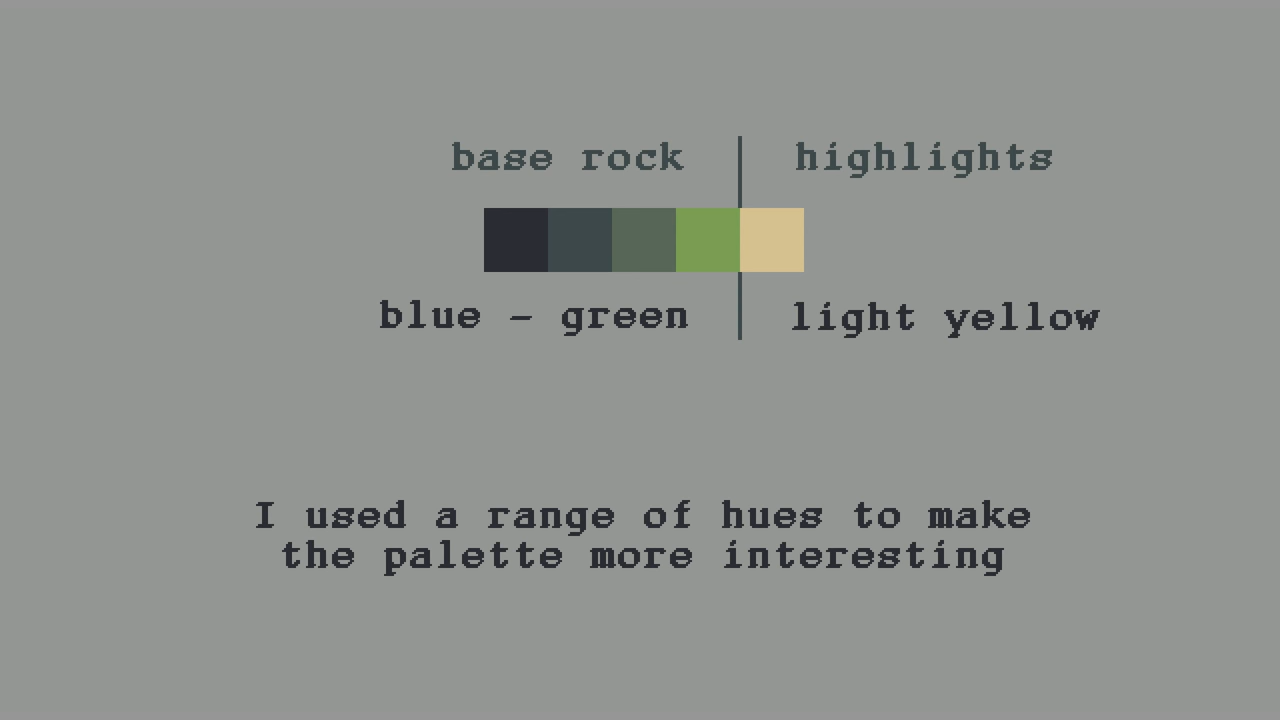 base rock
highlights
blue - green
light yellow
I used a range of hues to make
the palette more interesting